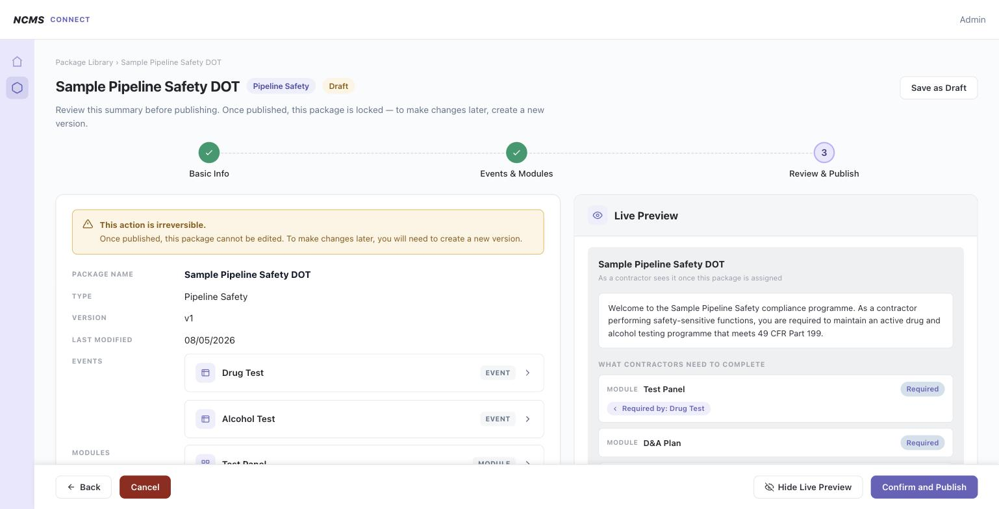 NCMS CONNECT
Admin
Package Library › Sample Pipeline Safety DOT
Sample Pipeline Safety DOT Pipeline Safety Draft
Save as Draft
Review this summary before publishing. Once published, this package is locked — to make changes later, create a new
version.
3
Basic Info Events & Modules Review & Publish
This action is irreversible.
Once published, this package cannot be edited. To make changes later, you will need to create a new version.
PACKAGE NAME Sample Pipeline Safety DOT
TYPE Pipeline Safety
VERSION v1
LAST MODIFIED 08/05/2026
EVENTS
Drug Test EVENT
Alcohol Test EVENT
MODULES
Test Panel MODULE
Live Preview
Sample Pipeline Safety DOT
As a contractor sees it once this package is assigned
Welcome to the Sample Pipeline Safety compliance programme. As a contractor
performing safety-sensitive functions, you are required to maintain an active drug and
alcohol testing programme that meets 49 CFR Part 199.
WHAT CONTRACTORS NEED TO COMPLETE
MODULE Test Panel Required
Required by: Drug Test
MODULE D&A Plan Required
Back Cancel Hide Live Preview Confirm and Publish